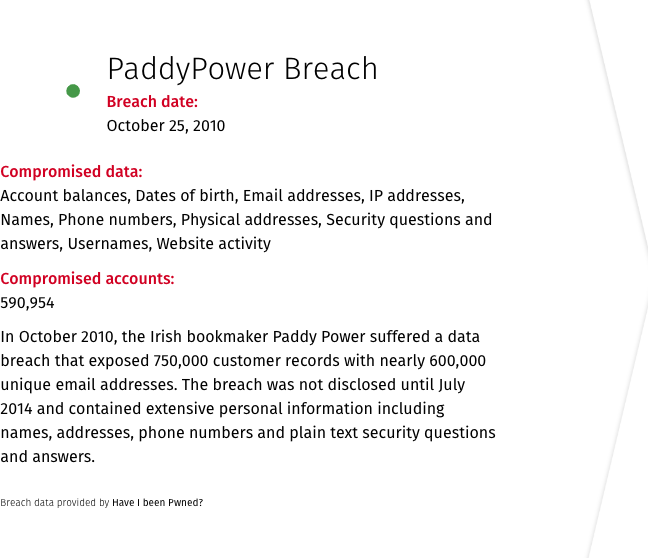 PaddyPower Breach
Breach date:
October 25, 2010
Compromised data:
Account balances, Dates of birth, Email addresses, IP addresses,
Names, Phone numbers, Physical addresses, Security questions and
answers, Usernames, Website activity
Compromised accounts:
590,954
In October 2010, the Irish bookmaker Paddy Power suffered a data
breach that exposed 750,000 customer records with nearly 600,000
unique email addresses. The breach was not disclosed until July
2014 and contained extensive personal information including
names, addresses, phone numbers and plain text security questions
and answers.
Breach data provided by Have I been Pwned?